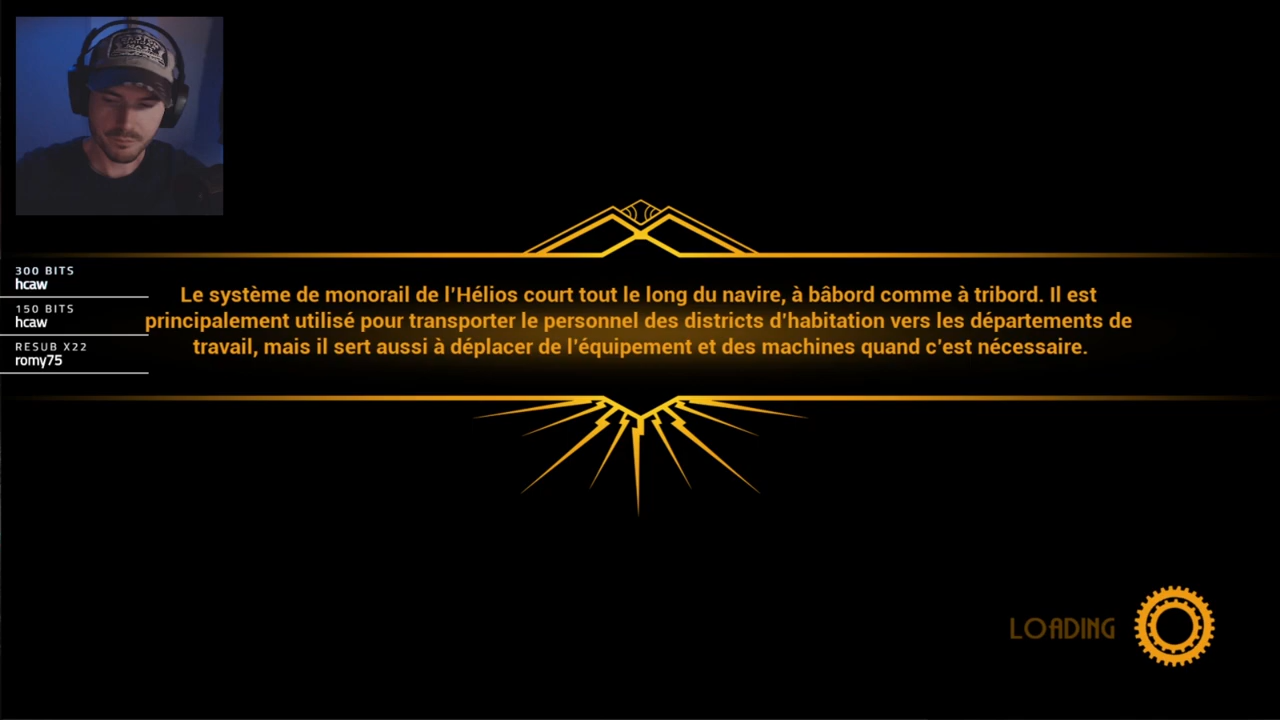 300 BITS
hcaw
150 BITS
hcaw
RESUB X22
romy75
Le système de monorail de l'Hélios court tout le long du navire, à bâbord comme à tribord. Il est
principalement utilisé pour transporter le personnel des districts d'habitation vers les départements de
travail, mais il sert aussi à déplacer de l'équipement et des machines quand c'est nécessaire.
LOADING